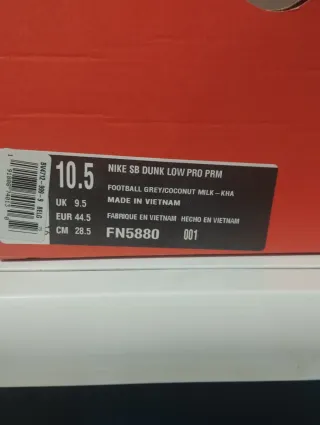 10.5
NIKE SB DUNK LOW PRO PRM
UK 9.5
EUR 44.5
CM 28.5
FOOTBALL GREY/COCONUT MILK-KHA
MADE IN VIETNAM
FABRIQUE EN VIETNAM HECHO EN VIETNAM
FN5880 001